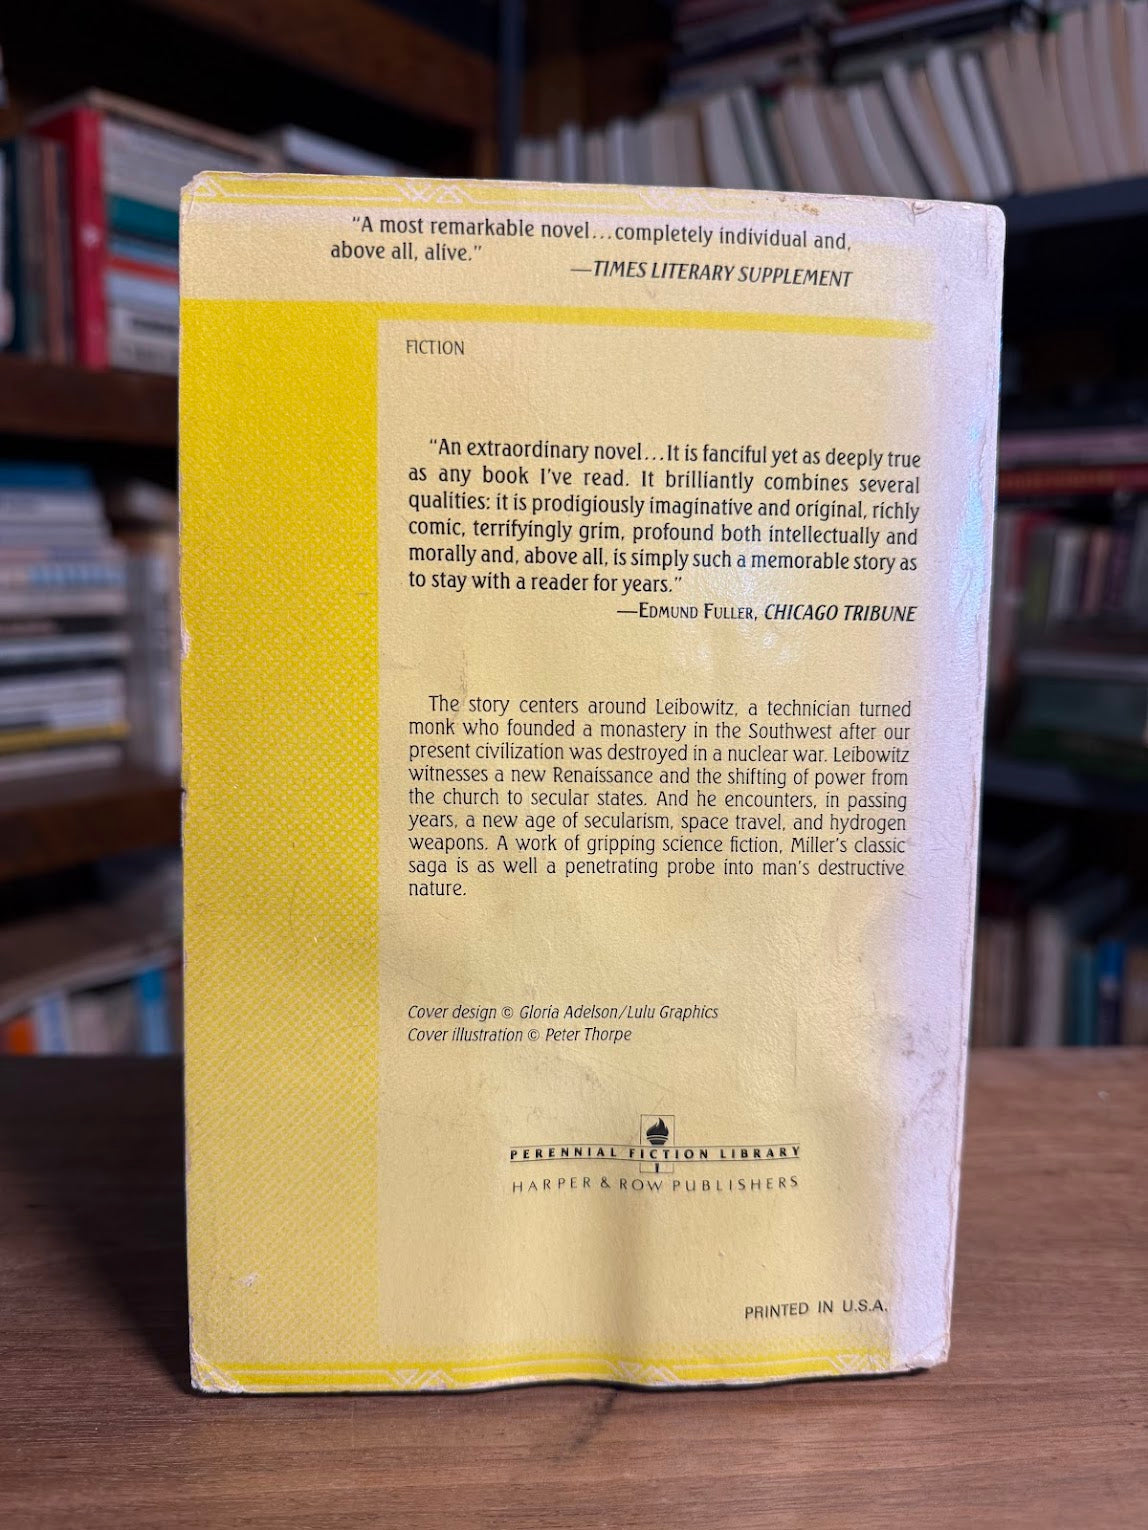 “A most remarkable novel...completely individual and,
above all, alive.”
—TIMES LITERARY SUPPLEMENT
FICTION
“An extraordinary novel...It is fanciful yet as deeply true
as any book I’ve read. It brilliantly combines several
qualities: it is prodigiously imaginative and original, richly
comic, terrifyingly grim, profound both intellectually and
morally and, above all, is simply such a memorable story as
to stay with a reader for years.”
—EDMUND FULLER, CHICAGO TRIBUNE
The story centers around Leibowitz, a technician turned
monk who founded a monastery in the Southwest after our
present civilization was destroyed in a nuclear war. Leibowitz
witnesses a new Renaissance and the shifting of power from
the church to secular states. And he encounters, in passing
years, a new age of secularism, space travel, and hydrogen
weapons. A work of gripping science fiction, Miller’s classic
saga is as well a penetrating probe into man’s destructive
nature.
Cover design © Gloria Adelson/Lulu Graphics
Cover illustration © Peter Thorpe
PERENNIAL FICTION LIBRARY
HARPER & ROW PUBLISHERS
PRINTED IN U.S.A.